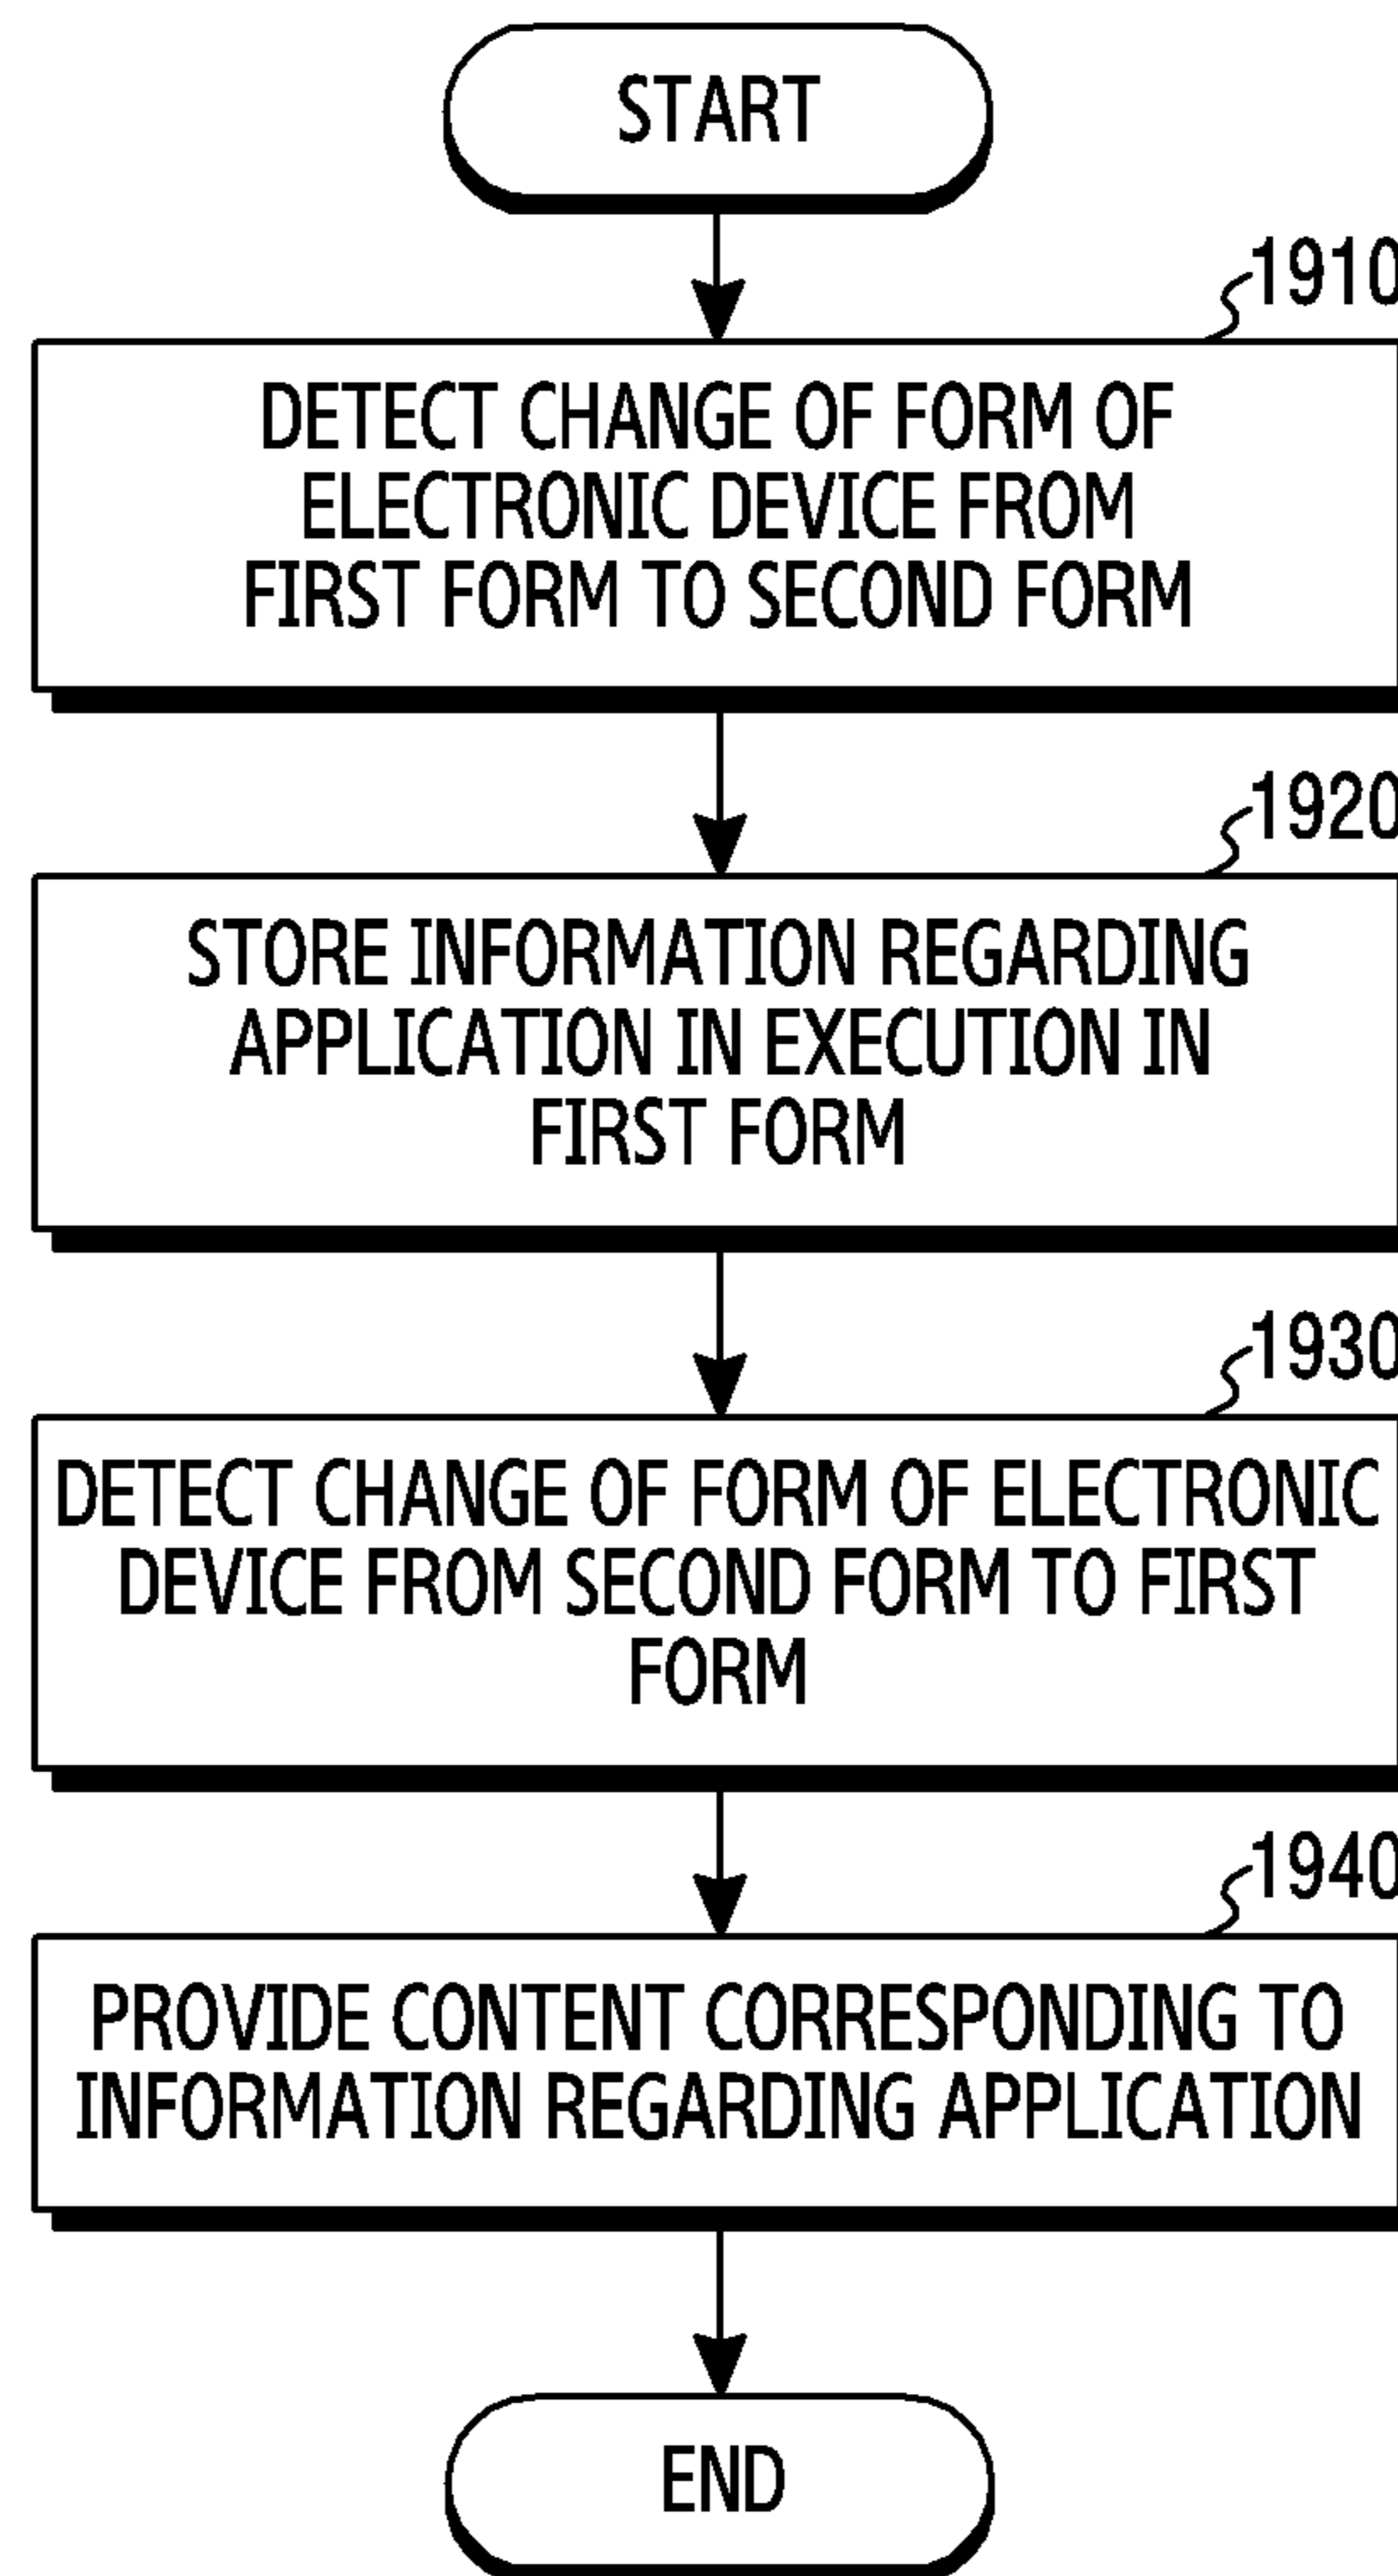 START
1910
DETECT CHANGE OF FORM OF
ELECTRONIC DEVICE FROM
FIRST FORM TO SECOND FORM
1920
STORE INFORMATION REGARDING
APPLICATION IN EXECUTION IN
FIRST FORM
1930
DETECT CHANGE OF FORM OF ELECTRONIC
DEVICE FROM SECOND FORM TO FIRST
FORM
1940
PROVIDE CONTENT CORRESPONDING TO
INFORMATION REGARDING APPLICATION
END